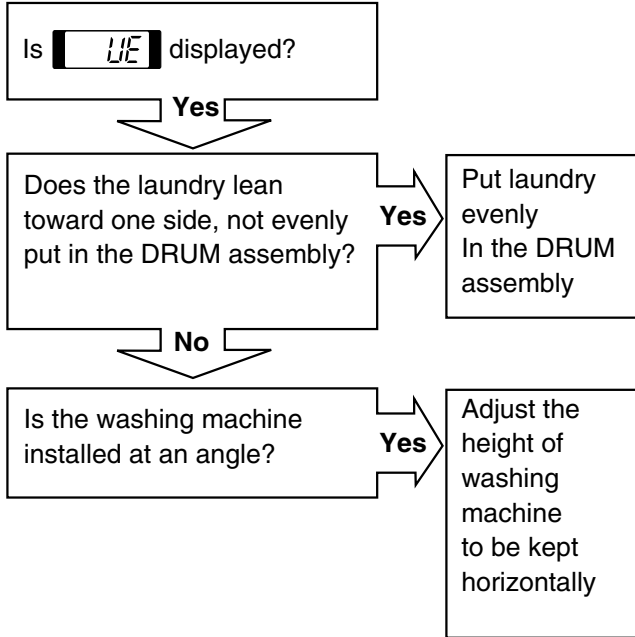 Is UE displayed?
Yes
Does the laundry lean
toward one side, not evenly
put in the DRUM assembly?
Yes
Put laundry
evenly
In the DRUM
assembly
No
Is the washing machine
installed at an angle?
Yes
Adjust the
height of
washing
machine
to be kept
horizontally